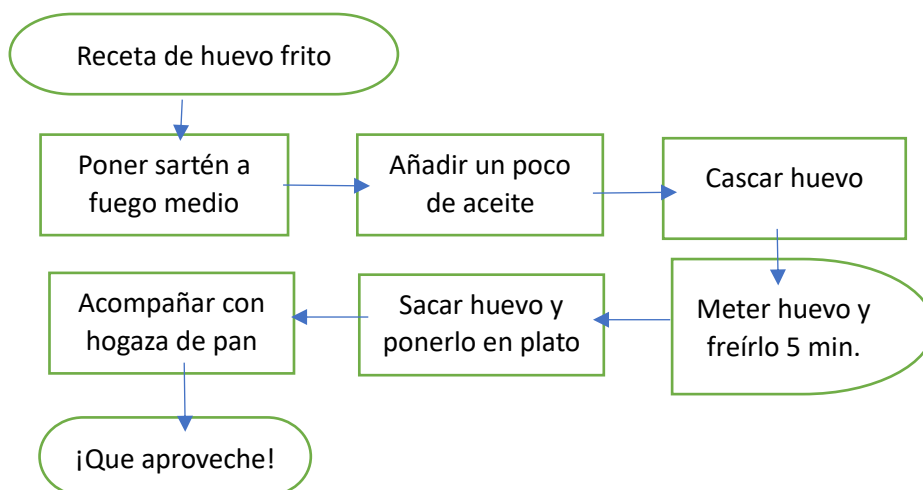 Receta de huevo frito
Poner sartén a
fuego medio
Añadir un poco
de aceite
Cascar huevo
Meter huevo y
freírlo 5 min.
Sacar huevo y
ponerlo en plato
Acompañar con
hogaza de pan
¡Que aproveche!